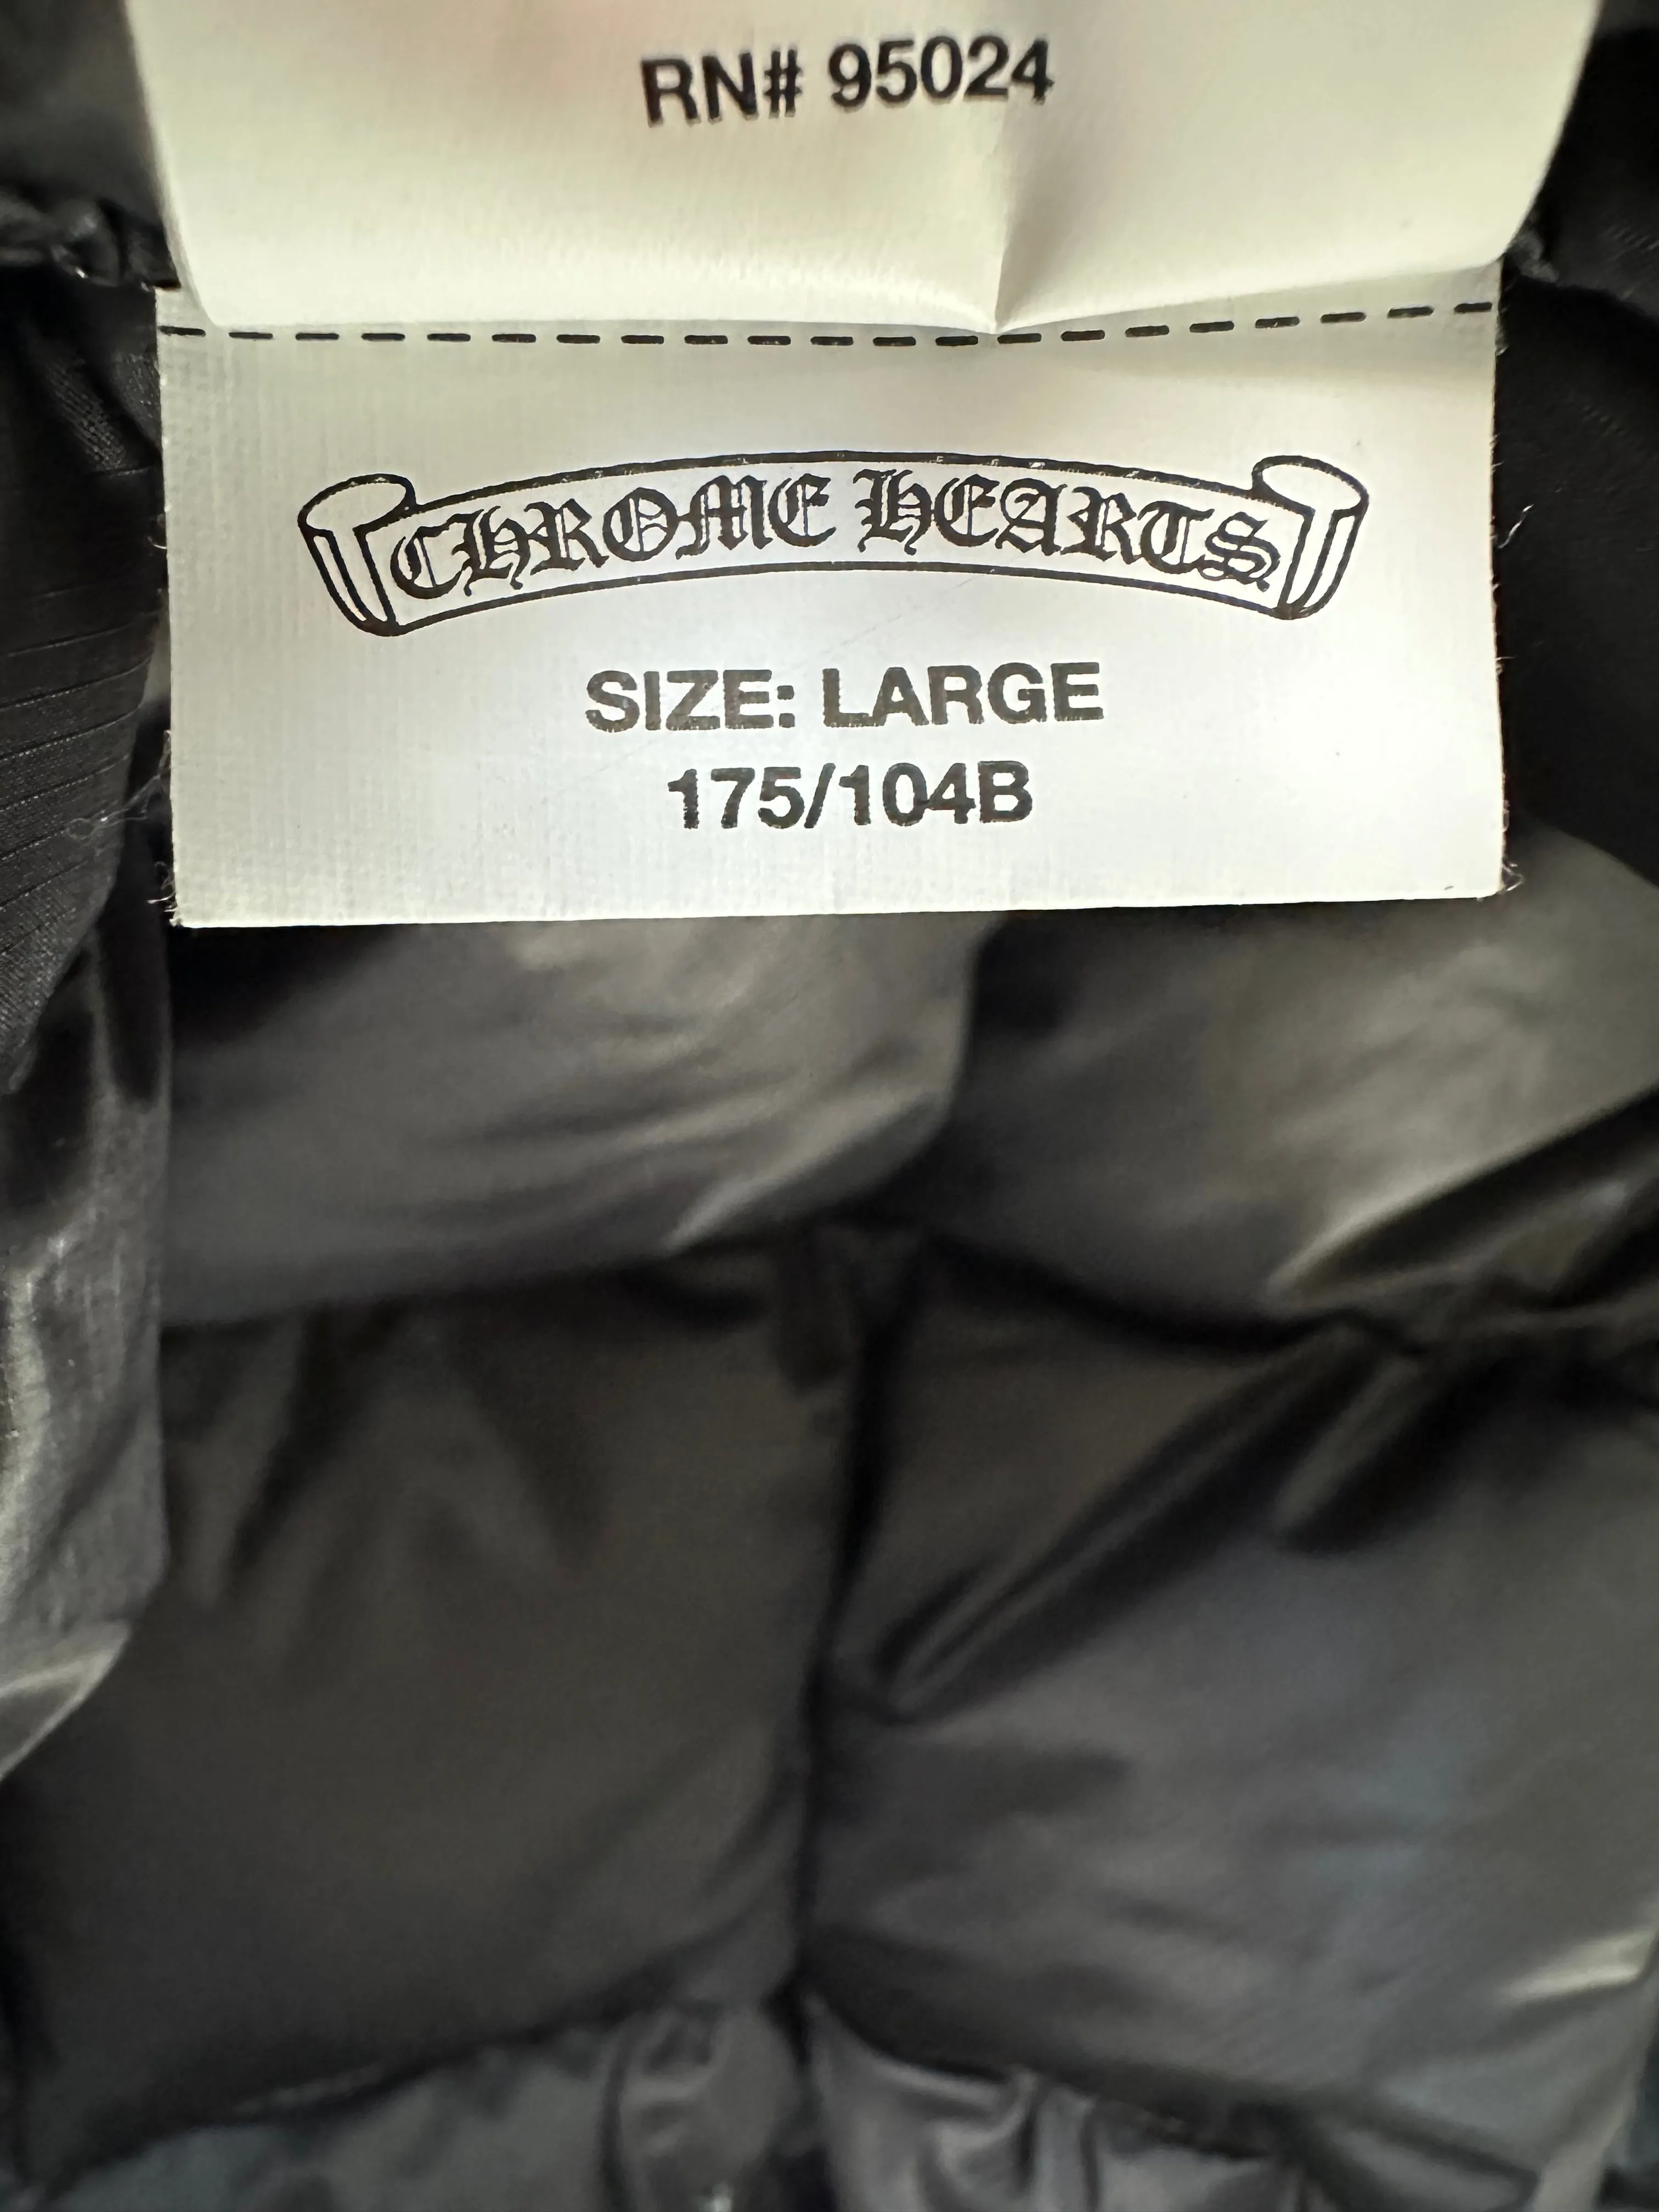 RN# 95024
CHROME HEARTS
SIZE: LARGE
175/104B